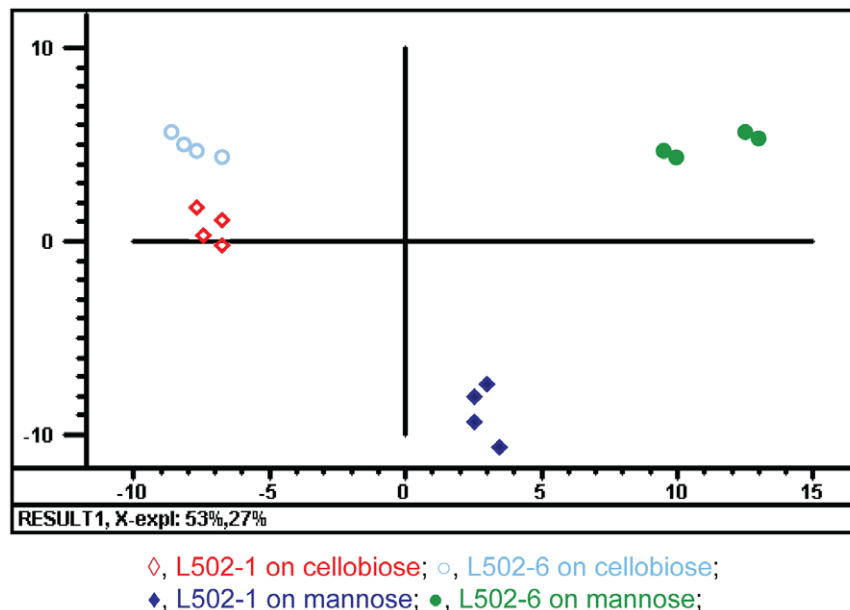 10
0
-10
-10 -5 0 5 10 15
RESULT1, X-expl: 53%,27%
◊, L502-1 on cellobiose; ○, L502-6 on cellobiose;
♦, L502-1 on mannose; ●, L502-6 on mannose;